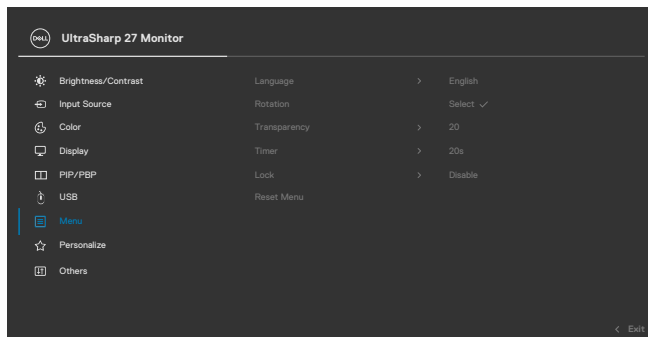 DELL UltraSharp 27 Monitor
Brightness/Contrast Language > English
Input Source Rotation Select ✓
Color Transparency > 20
Display Timer > 20s
PIP/PBP Lock > Disable
USB Reset Menu
Menu
Personalize
Others
< Exit